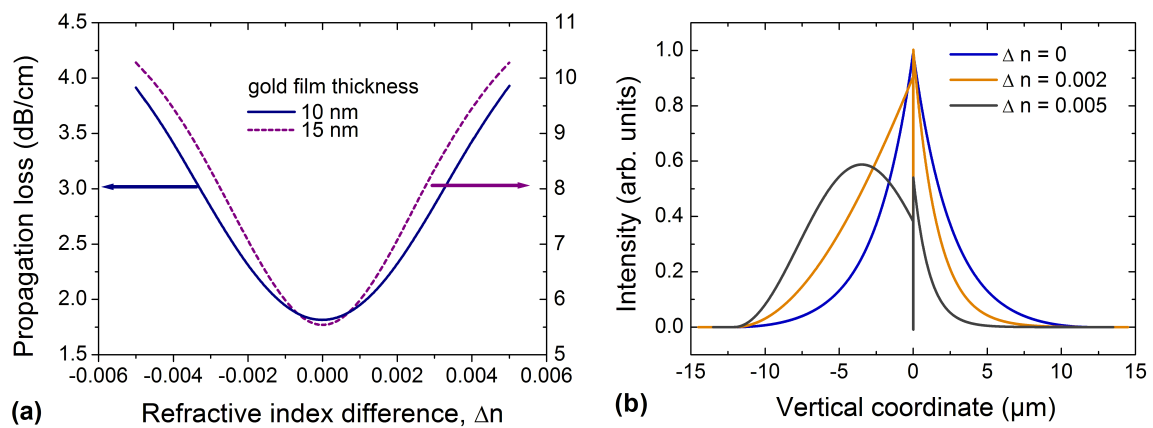 4.5
4.0
3.5
3.0
2.5
2.0
1.5
Propagation loss (dB/cm)
-0.006
-0.004
-0.002
0.000
0.002
0.004
0.006
Refractive index difference, Δn
11
10
9
8
7
6
5
gold film thickness
10 nm
15 nm
(a)
1.0
0.8
0.6
0.4
0.2
0.0
Intensity (arb. units)
-15
-10
-5
0
5
10
15
Vertical coordinate (μm)
Δ n = 0
Δ n = 0.002
Δ n = 0.005
(b)